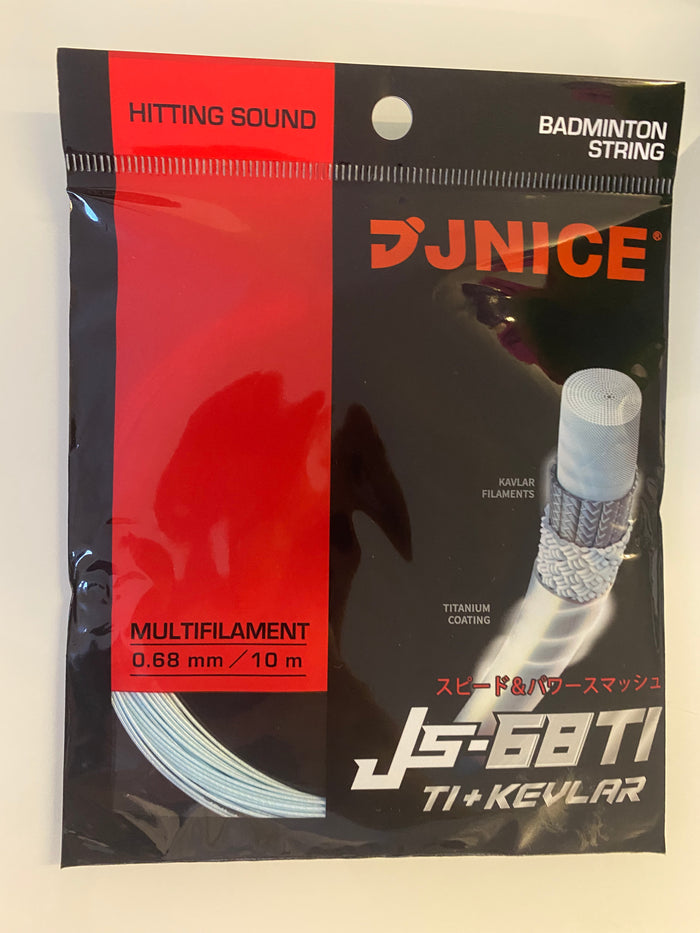 HITTING SOUND
BADMINTON
STRING
JNICE®
KAVLAR
FILAMENTS
TITANIUM
COATING
MULTIFILAMENT
0.68 mm／10 m
スピード&パワースマッシュ
JS-68TI
TI+KEVLAR